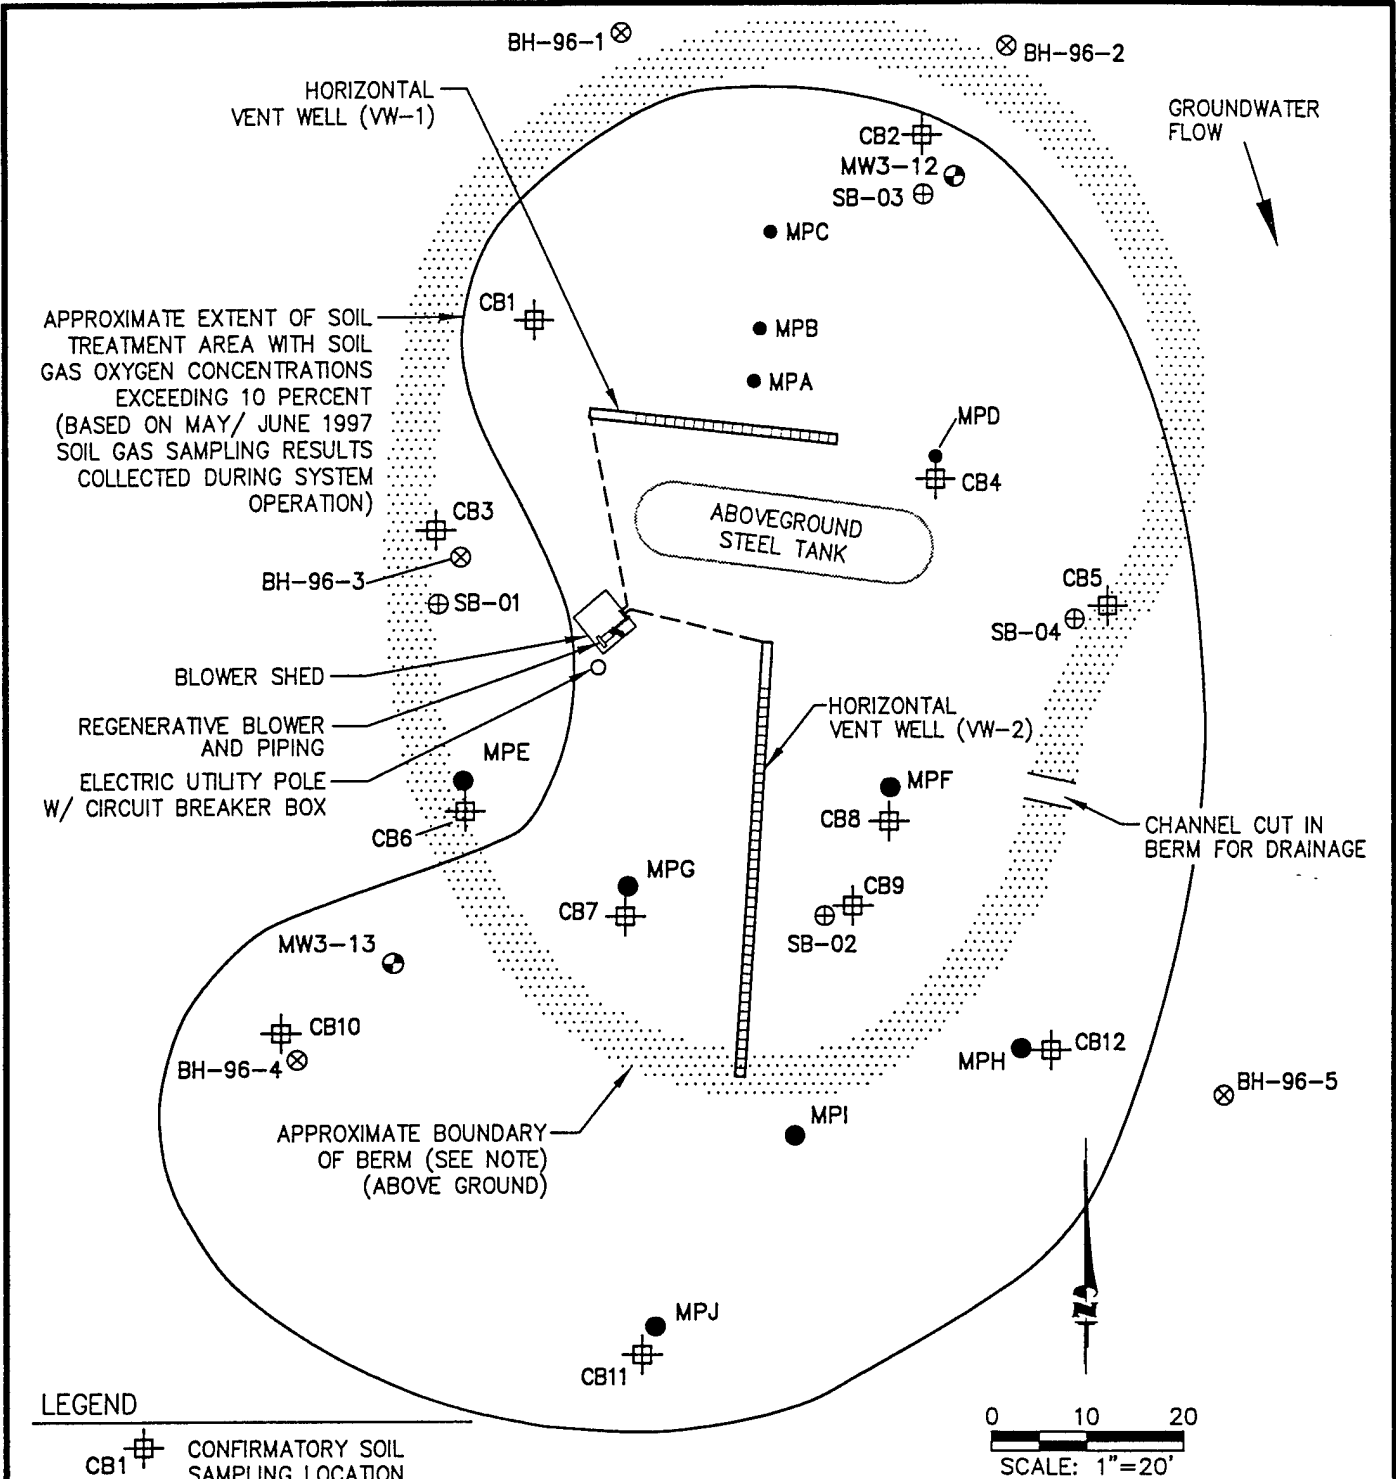 BH-96-1
BH-96-2
HORIZONTAL
VENT WELL (VW-1)
GROUNDWATER
FLOW
CB2
MW3-12
SB-03
MPC
CB1
APPROXIMATE EXTENT OF SOIL
TREATMENT AREA WITH SOIL
GAS OXYGEN CONCENTRATIONS
EXCEEDING 10 PERCENT
(BASED ON MAY/ JUNE 1997
SOIL GAS SAMPLING RESULTS
COLLECTED DURING SYSTEM
OPERATION)
MPB
MPA
MPD
CB4
ABOVEGROUND
STEEL TANK
CB3
BH-96-3
SB-01
CB5
SB-04
BLOWER SHED
REGENERATIVE BLOWER
AND PIPING
ELECTRIC UTILITY POLE
W/ CIRCUIT BREAKER BOX
HORIZONTAL
VENT WELL (VW-2)
MPE
CB6
MPF
CB8
CHANNEL CUT IN
BERM FOR DRAINAGE
MPG
CB7
CB9
SB-02
MW3-13
CB10
BH-96-4
MPH
CB12
BH-96-5
MPI
APPROXIMATE BOUNDARY
OF BERM (SEE NOTE)
(ABOVE GROUND)
N
MPJ
CB11
LEGEND
CB1 CONFIRMATORY SOIL
SAMPLING LOCATION
0 10 20
SCALE: 1"=20'